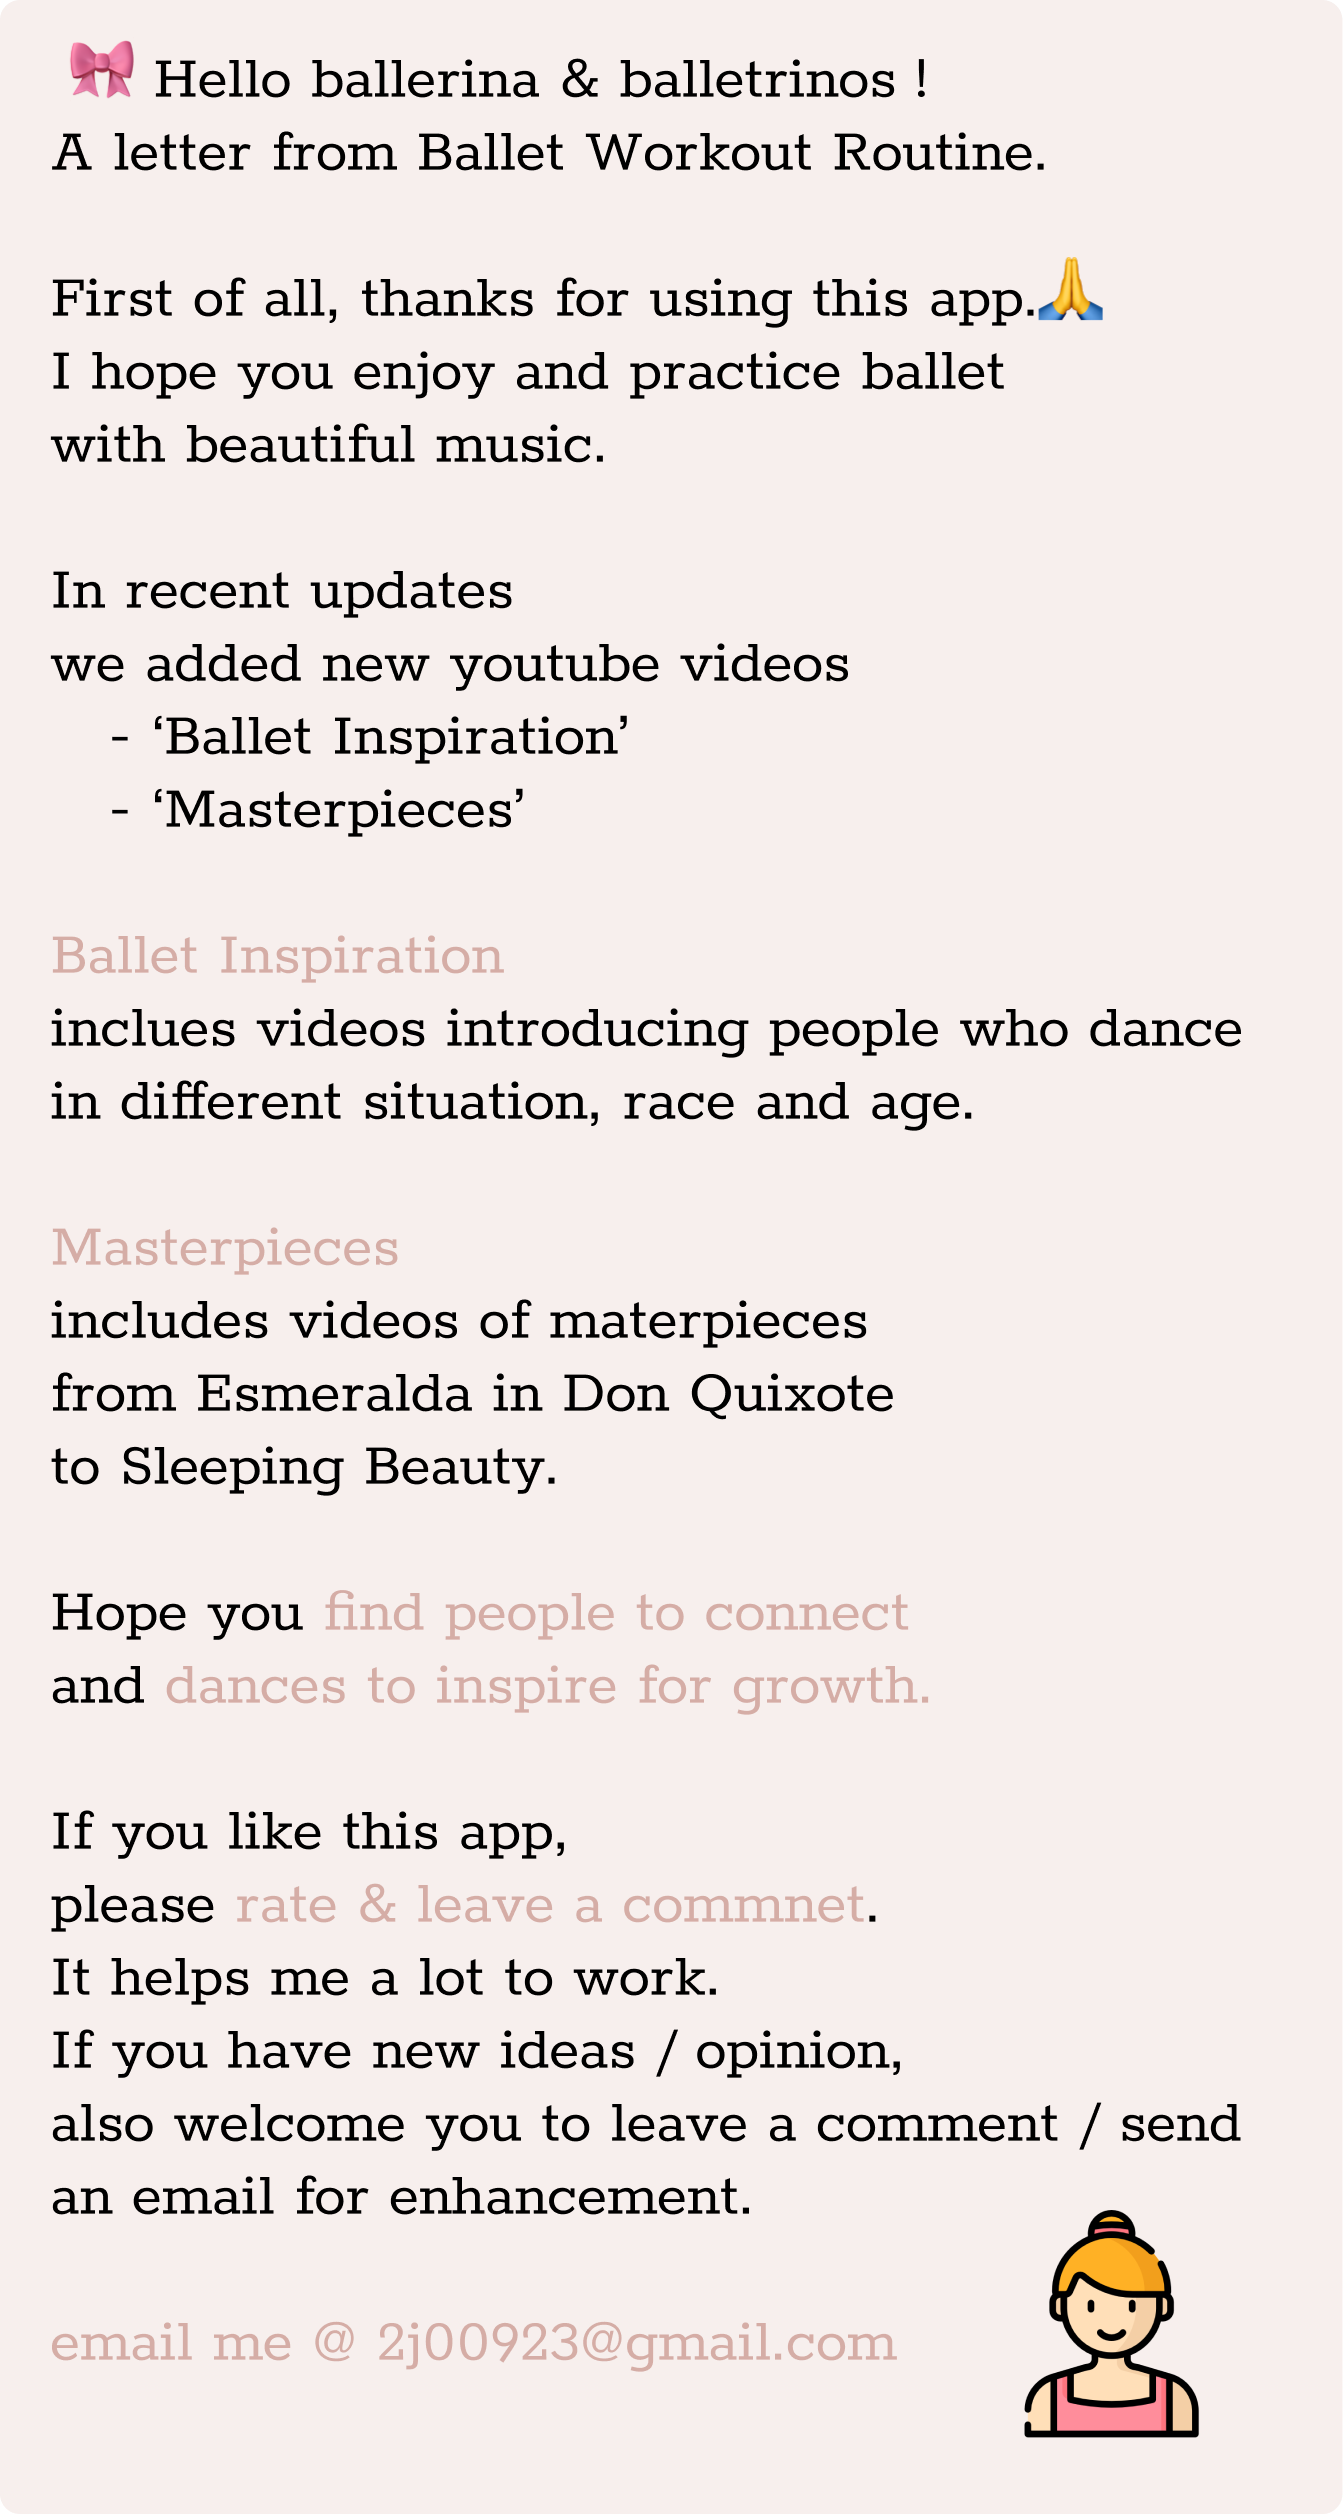 🎀 Hello ballerina & balletrinos !
A letter from Ballet Workout Routine.
First of all, thanks for using this app.🙏
I hope you enjoy and practice ballet
with beautiful music.
In recent updates
we added new youtube videos
- ‘Ballet Inspiration’
- ‘Masterpieces’
Ballet Inspiration
inclues videos introducing people who dance
in different situation, race and age.
Masterpieces
includes videos of materpieces
from Esmeralda in Don Quixote
to Sleeping Beauty.
Hope you find people to connect
and dances to inspire for growth.
If you like this app,
please rate & leave a commnet.
It helps me a lot to work.
If you have new ideas / opinion,
also welcome you to leave a comment / send
an email for enhancement.
email me @ 2j00923@gmail.com